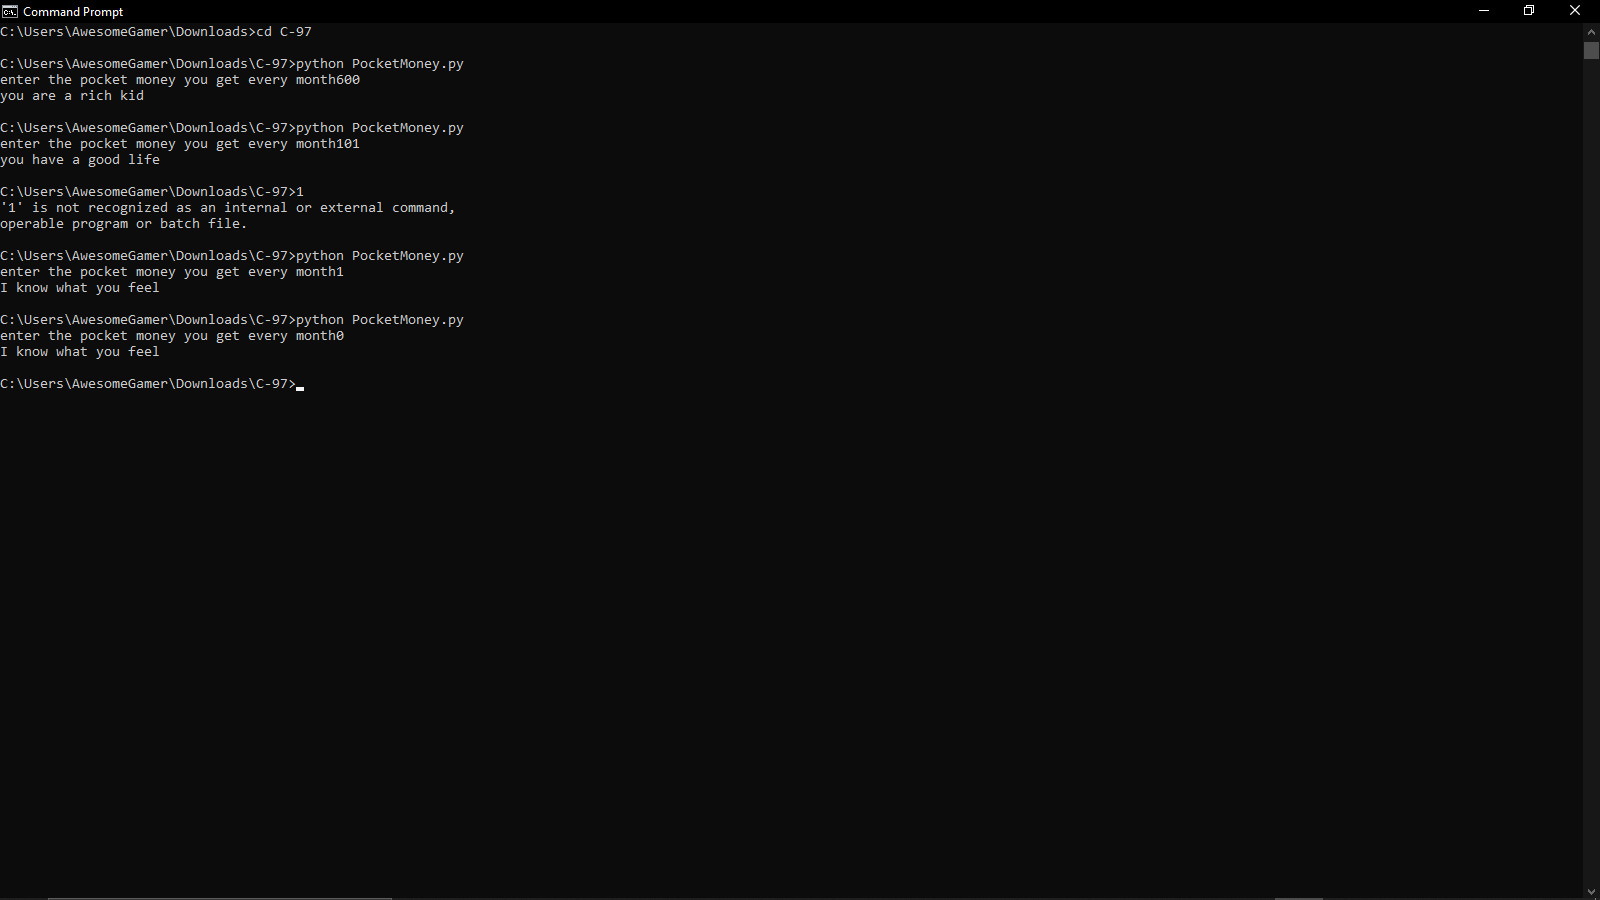 Command Prompt
C:\Users\AwesomeGamer\Downloads>cd C-97
C:\Users\AwesomeGamer\Downloads\C-97>python PocketMoney.py
enter the pocket money you get every month600
you are a rich kid
C:\Users\AwesomeGamer\Downloads\C-97>python PocketMoney.py
enter the pocket money you get every month101
you have a good life
C:\Users\AwesomeGamer\Downloads\C-97>1
'1' is not recognized as an internal or external command,
operable program or batch file.
C:\Users\AwesomeGamer\Downloads\C-97>python PocketMoney.py
enter the pocket money you get every month1
I know what you feel
C:\Users\AwesomeGamer\Downloads\C-97>python PocketMoney.py
enter the pocket money you get every month0
I know what you feel
C:\Users\AwesomeGamer\Downloads\C-97>